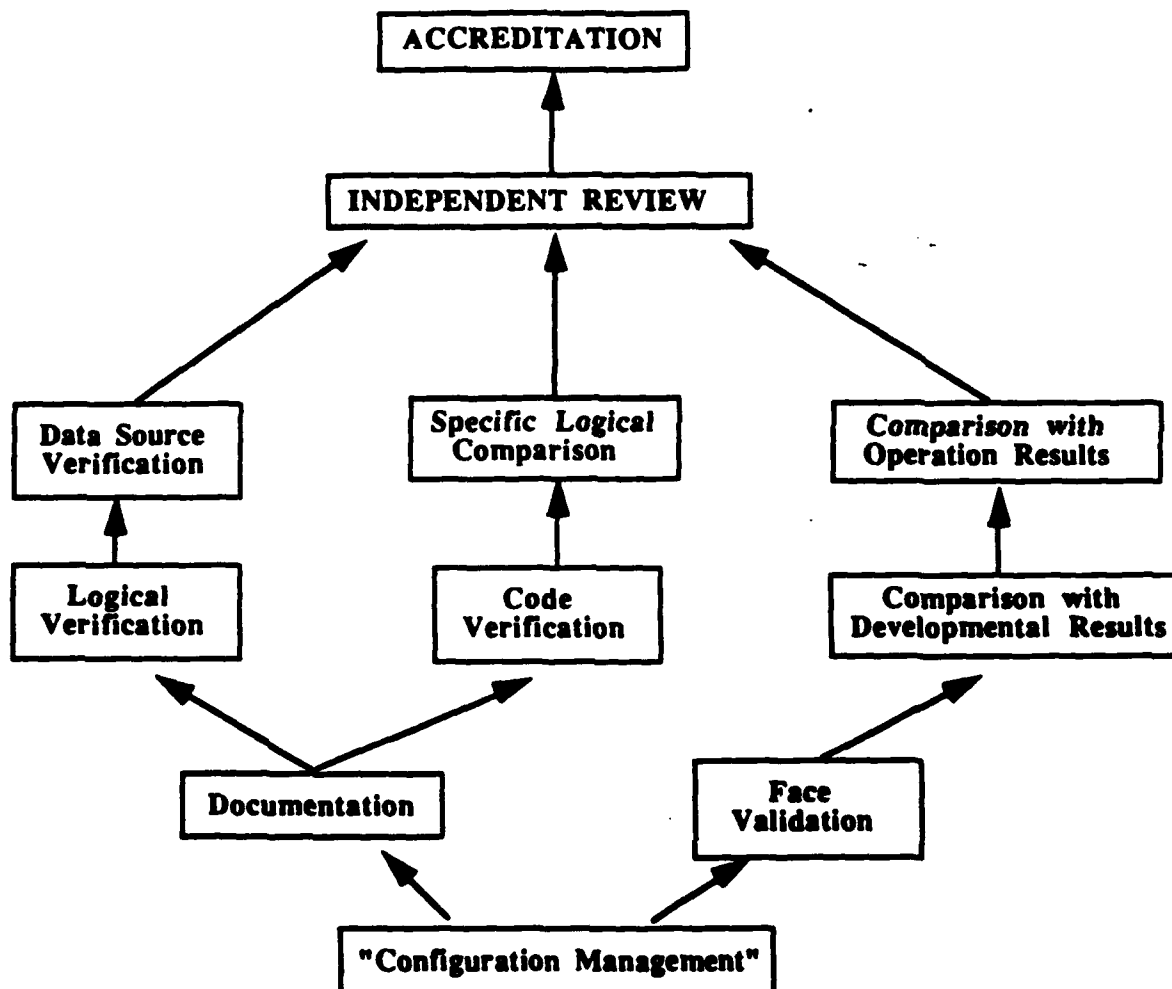 ACCREDITATION
INDEPENDENT REVIEW
Data Source
Verification
Specific Logical
Comparison
Comparison with
Operation Results
Logical
Verification
Code
Verification
Comparison with
Developmental Results
Documentation
Face
Validation
"Configuration Management"